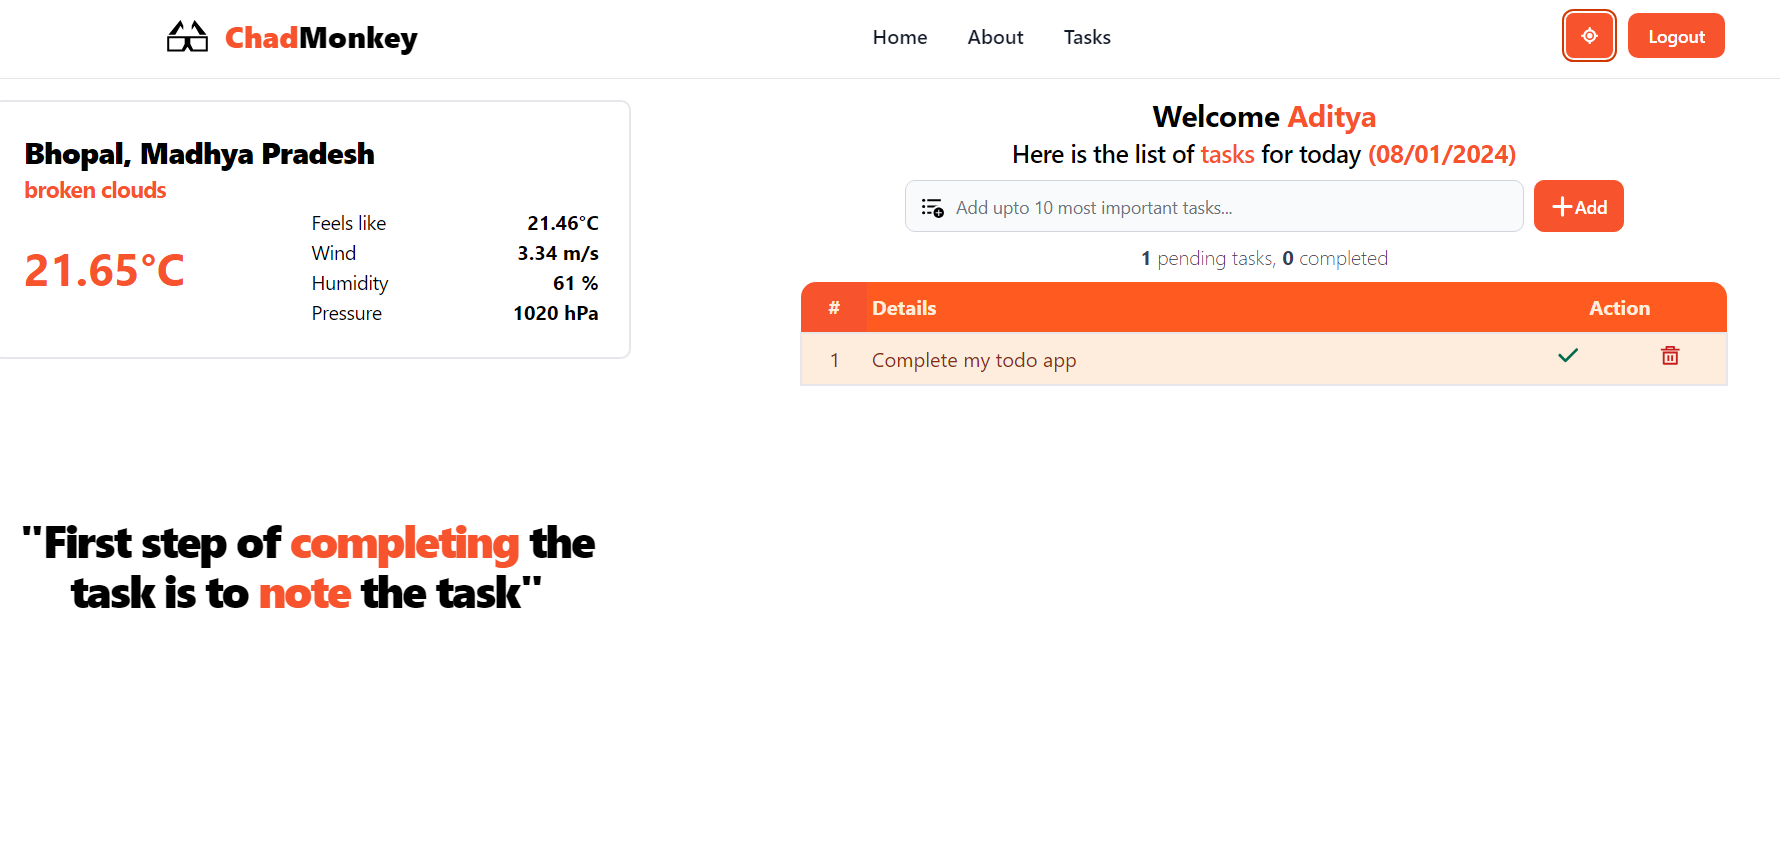 ChadMonkey
Home About Tasks
Logout
Bhopal, Madhya Pradesh
broken clouds
21.65°C
Feels like 21.46°C
Wind 3.34 m/s
Humidity 61 %
Pressure 1020 hPa
"First step of completing the
task is to note the task"
Welcome Aditya
Here is the list of tasks for today (08/01/2024)
Add upto 10 most important tasks...
Add
1 pending tasks, 0 completed
# Details Action
1 Complete my todo app